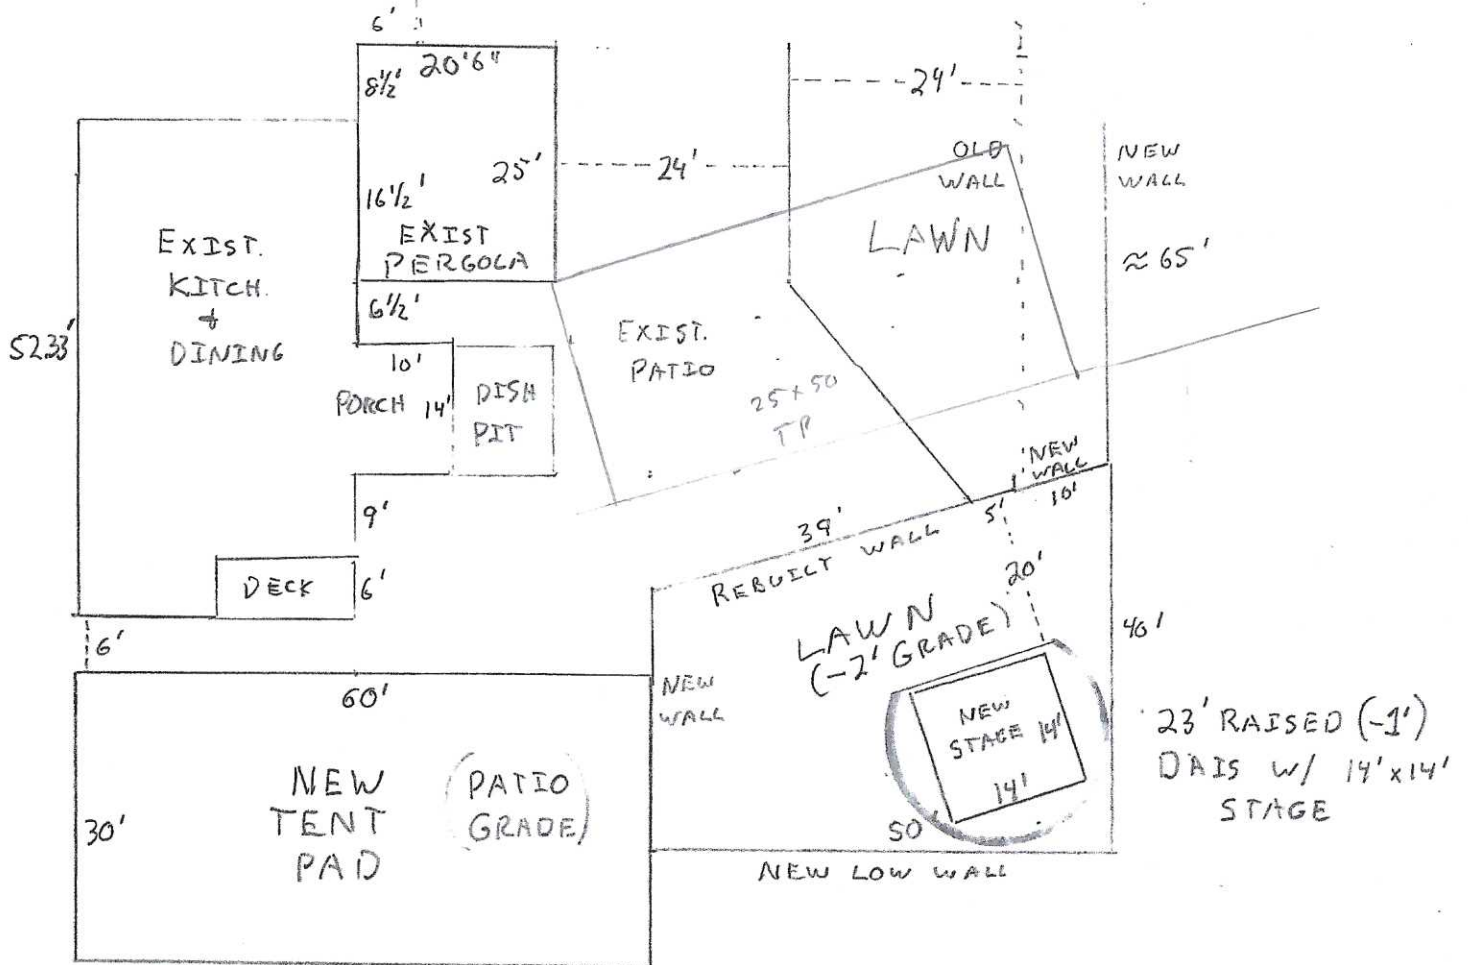 6'
20'6"
8½'
24'
OLD
WALL
NEW
WALL
25'
24'
16½'
EXIST
PERGOLA
LAWN
≈ 65'
EXIST.
KITCH.
+
DINING
6½'
EXIST.
PATIO
5233'
10'
PORCH
14'
DISH
PIT
25 x 50
TP
NEW
WALL
1'
10'
5'
39'
REBUILT WALL
9'
DECK
6'
20'
LAWN
(-2' GRADE)
40'
6'
60'
NEW
WALL
NEW
STAGE
14'
14'
23' RAISED (-1')
DAIS W/ 14'x14'
STAGE
NEW
TENT
PAD
(PATIO
GRADE)
30'
50'
NEW LOW WALL